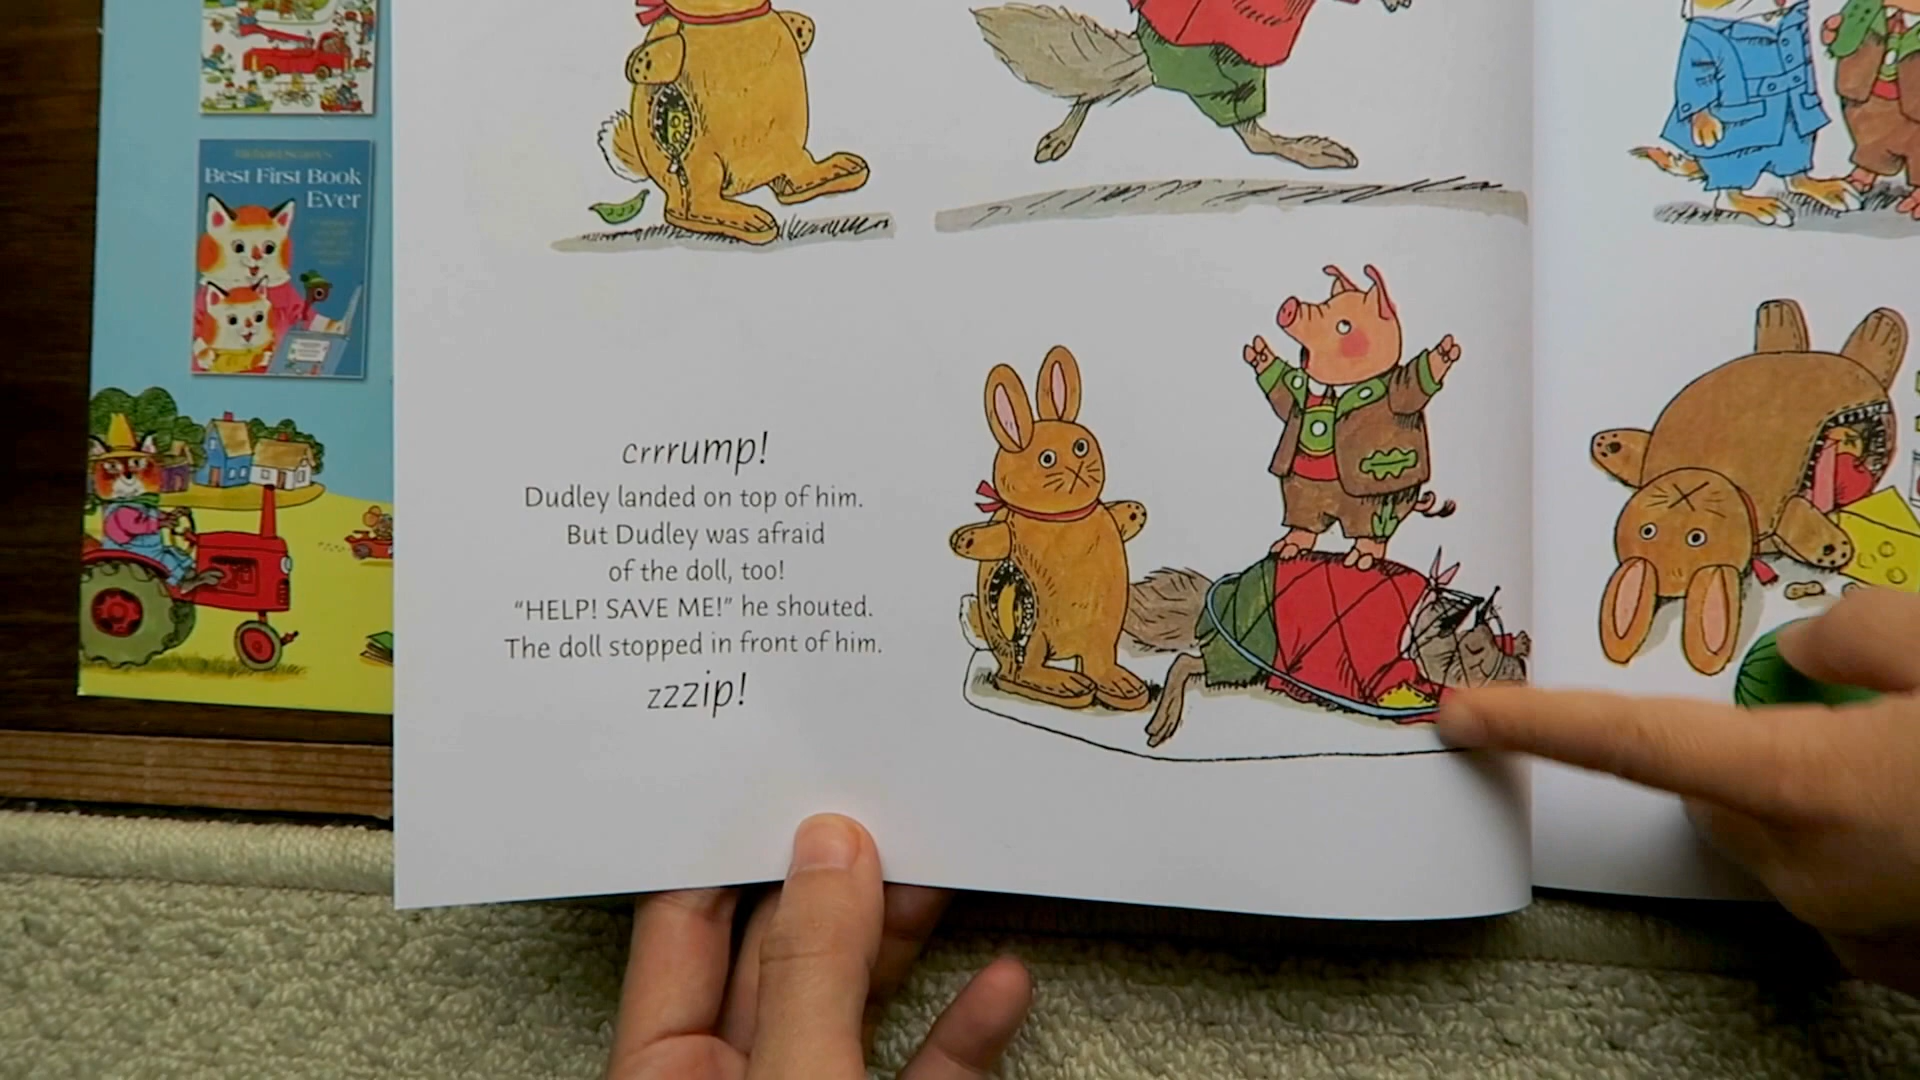 Best First Book
Ever
crrrump!
Dudley landed on top of him.
But Dudley was afraid
of the doll, too!
“HELP! SAVE ME!” he shouted.
The doll stopped in front of him.
zzzip!